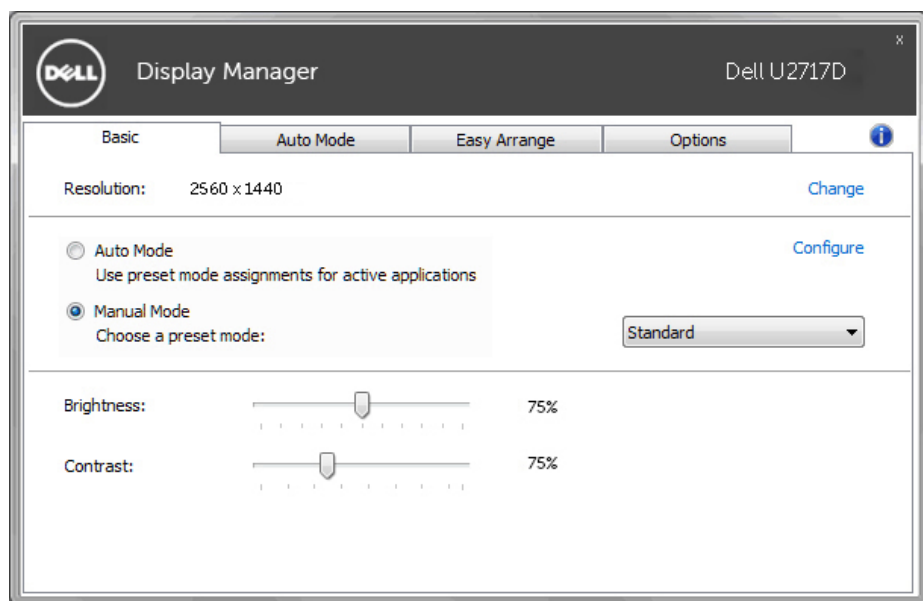 x
DELL Display Manager Dell U2717D
Basic Auto Mode Easy Arrange Options i
Resolution: 2560 x 1440 Change
Auto Mode Configure
Use preset mode assignments for active applications
Manual Mode
Choose a preset mode: Standard
Brightness: 75%
Contrast: 75%